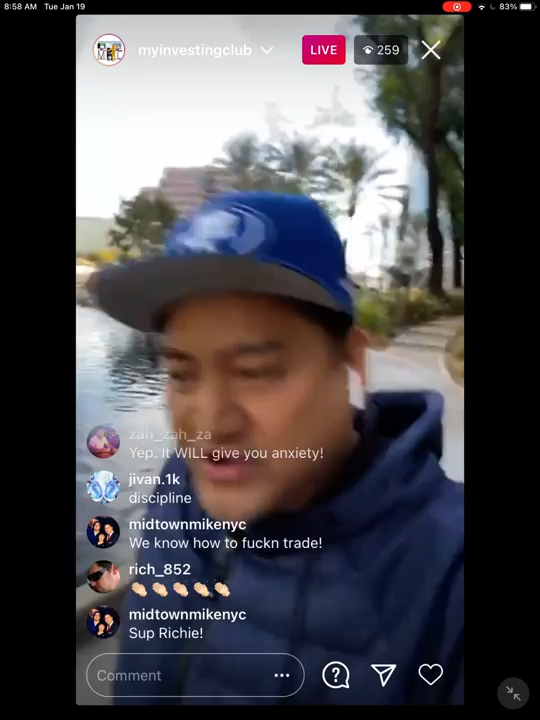 8:58 AM Tue Jan 19
83%
myinvestingclub
LIVE
259
zah_zah_za
Yep. It WILL give you anxiety!
jivan.1k
discipline
midtownmikenyc
We know how to fuckn trade!
rich_852
👏🏻👏🏻👏🏻👏🏻👏🏻
midtownmikenyc
Sup Richie!
Comment